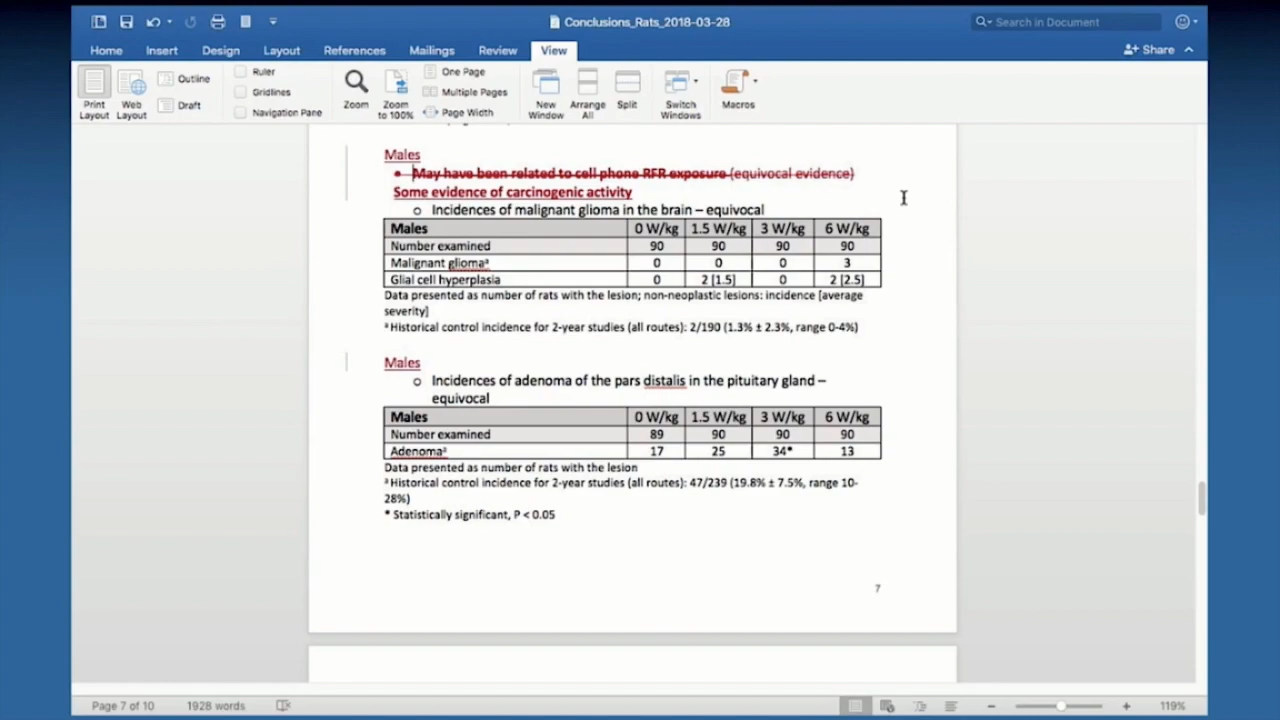 Conclusions_Rats_2018-03-28
Search in Document
Home Insert Design Layout References Mailings Review View Share
Print Layout
Web Layout
Outline
Draft
Ruler
Gridlines
Navigation Pane
Zoom
Zoom to 100%
One Page
Multiple Pages
Page Width
New Window
Arrange All
Split
Switch Windows
Macros
Males
• May have been related to cell phone RFR exposure (equivocal evidence)
Some evidence of carcinogenic activity
o Incidences of malignant glioma in the brain – equivocal
Males 0 W/kg 1.5 W/kg 3 W/kg 6 W/kg
Number examined 90 90 90 90
Malignant gliomaᵃ 0 0 0 3
Glial cell hyperplasia 0 2 [1.5] 0 2 [2.5]
Data presented as number of rats with the lesion; non-neoplastic lesions: incidence [average
severity]
ᵃ Historical control incidence for 2-year studies (all routes): 2/190 (1.3% ± 2.3%, range 0-4%)
Males
o Incidences of adenoma of the pars distalis in the pituitary gland –
equivocal
Males 0 W/kg 1.5 W/kg 3 W/kg 6 W/kg
Number examined 89 90 90 90
Adenomaᵃ 17 25 34* 13
Data presented as number of rats with the lesion
ᵃ Historical control incidence for 2-year studies (all routes): 47/239 (19.8% ± 7.5%, range 10-
28%)
* Statistically significant, P < 0.05
7
Page 7 of 10 1928 words 119%